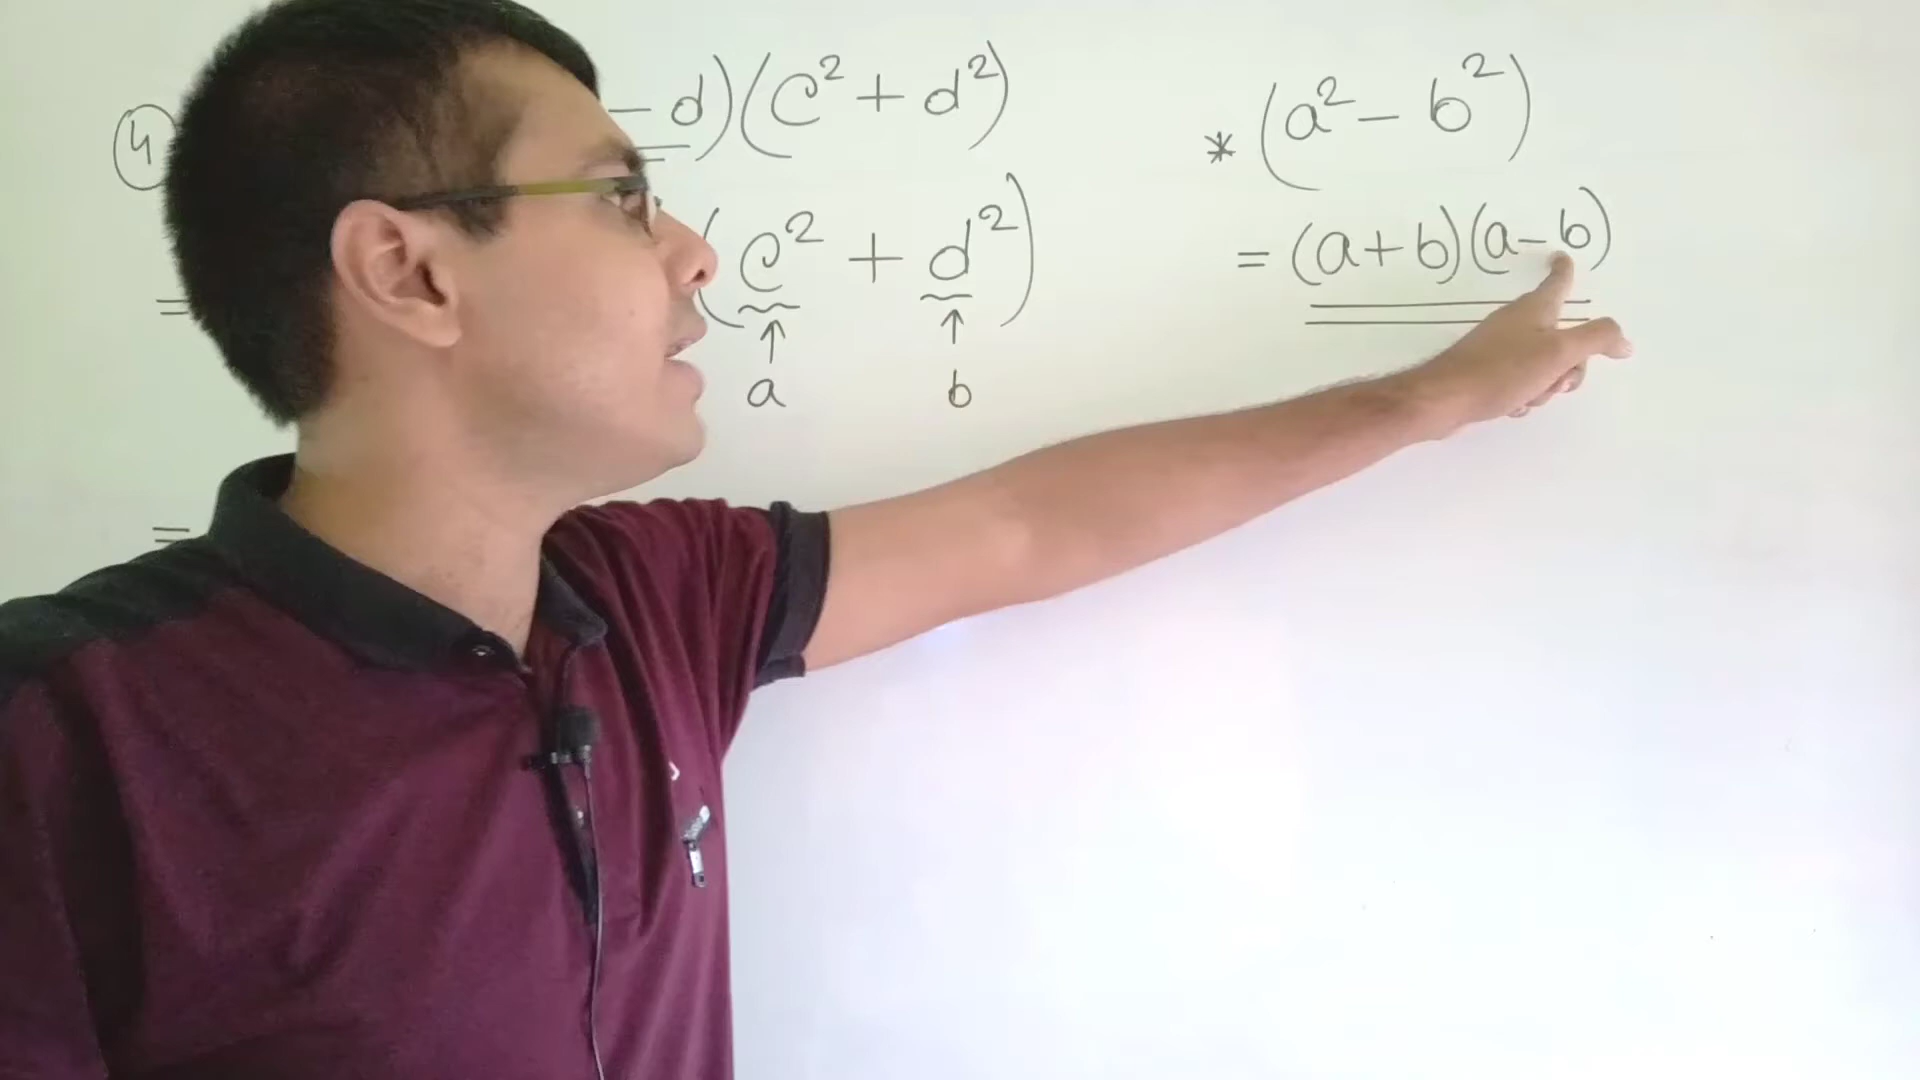 ④ - d)(c² + d²)
= (c² + d²)
↑ ↑
a b
=
* (a² - b²)
= (a+b)(a-b)